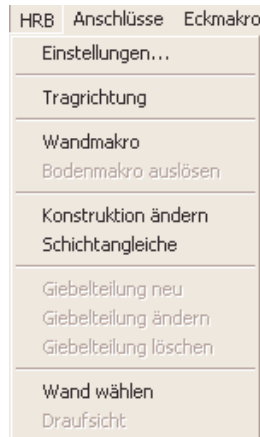 HRB Anschlüsse Eckmakro
Einstellungen...
Tragrichtung
Wandmakro
Bodenmakro auslösen
Konstruktion ändern
Schichtangleiche
Giebelteilung neu
Giebelteilung ändern
Giebelteilung löschen
Wand wählen
Draufsicht